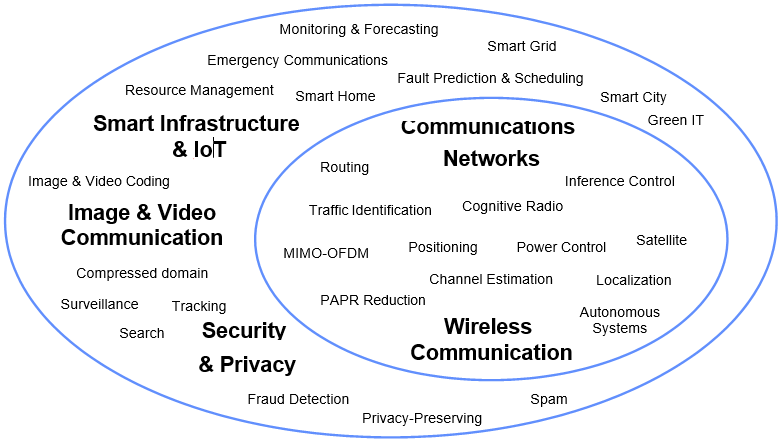 Monitoring & Forecasting
Smart Grid
Emergency Communications
Fault Prediction & Scheduling
Resource Management
Smart Home
Smart City
Green IT
Smart Infrastructure
& IoT
Communications
Networks
Routing
Inference Control
Image & Video Coding
Traffic Identification
Cognitive Radio
Image & Video
Communication
MIMO-OFDM
Positioning
Power Control
Satellite
Compressed domain
Channel Estimation
Localization
Surveillance
Tracking
PAPR Reduction
Autonomous
Systems
Search
Security
& Privacy
Wireless
Communication
Fraud Detection
Spam
Privacy-Preserving